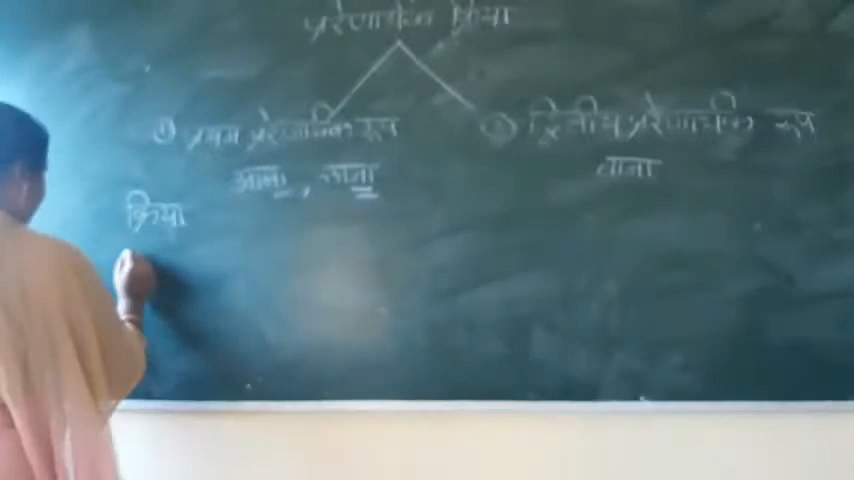 प्रेरणार्थक क्रिया
① प्रथम प्रेरणार्थक रूप
② द्वितीय प्रेरणार्थक रूप
आना, लाना
वाना
क्रिया